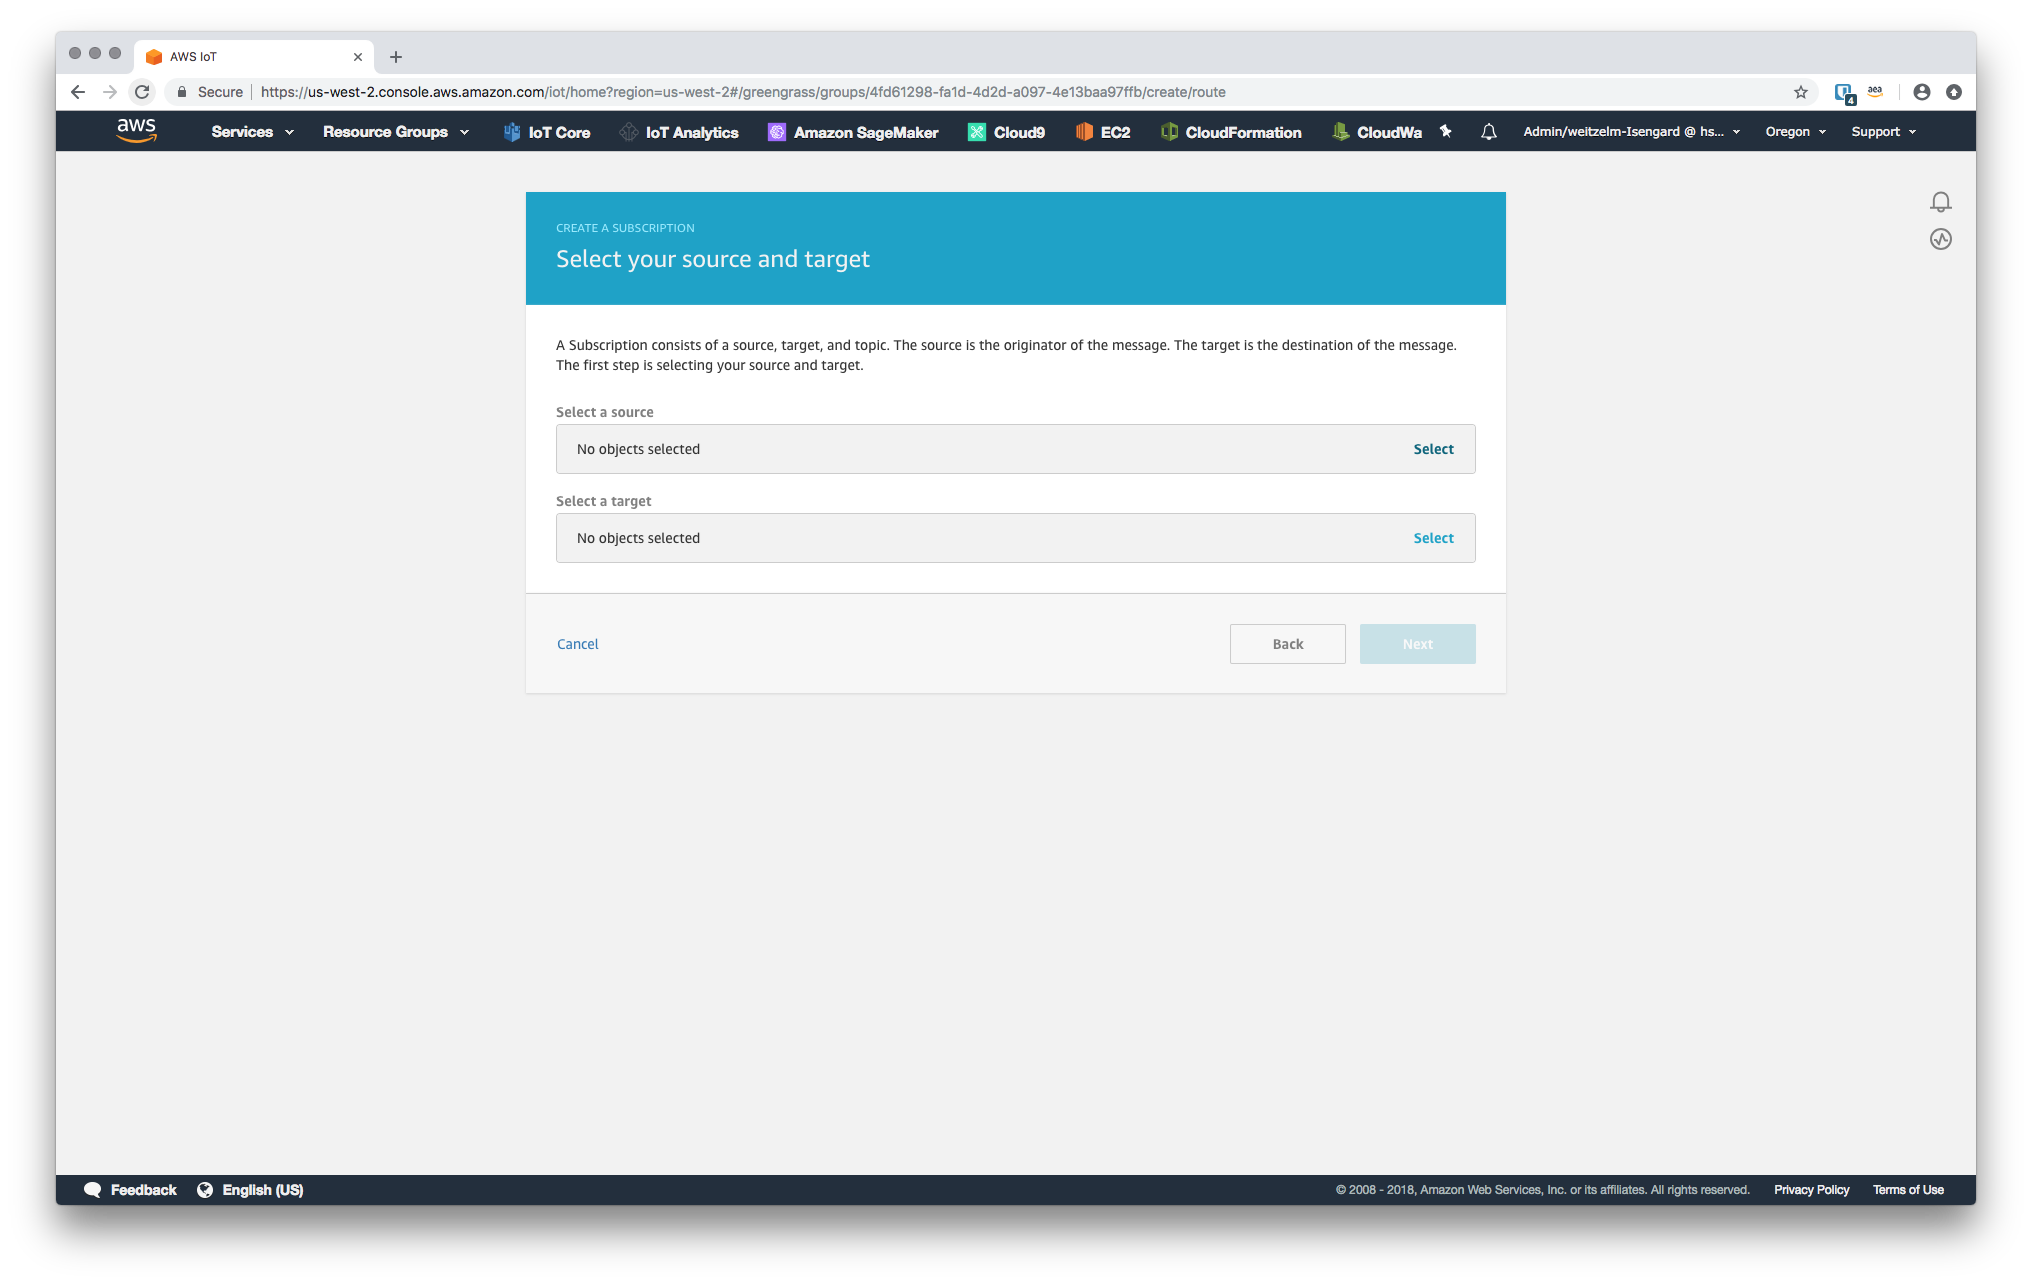 AWS IoT
Secure https://us-west-2.console.aws.amazon.com/iot/home?region=us-west-2#/greengrass/groups/4fd61298-fa1d-4d2d-a097-4e13baa97ffb/create/route 4 aea
aws Services Resource Groups IoT Core IoT Analytics Amazon SageMaker Cloud9 EC2 CloudFormation CloudWa Admin/weitzelm-Isengard @ hs... Oregon Support
CREATE A SUBSCRIPTION
Select your source and target
A Subscription consists of a source, target, and topic. The source is the originator of the message. The target is the destination of the message.
The first step is selecting your source and target.
Select a source
No objects selected Select
Select a target
No objects selected Select
Cancel Back Next
Feedback English (US) © 2008 - 2018, Amazon Web Services, Inc. or its affiliates. All rights reserved. Privacy Policy Terms of Use